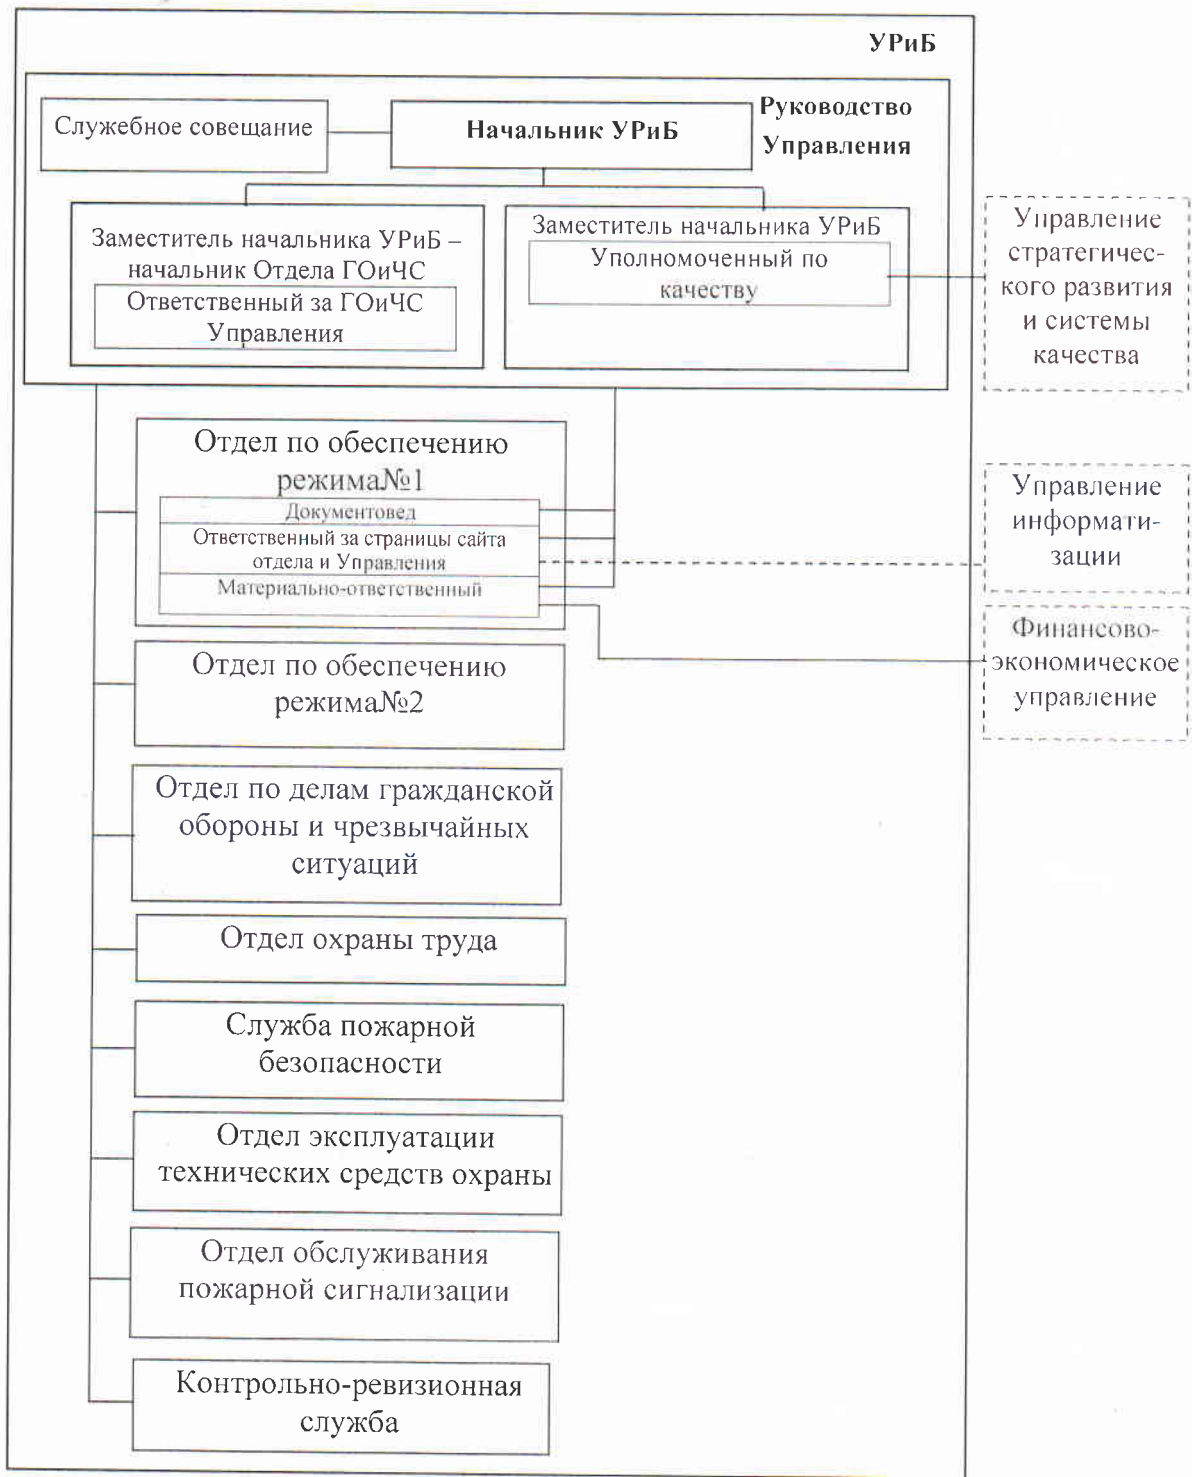 УРиБ
Служебное совещание
Начальник УРиБ
Руководство
Управления
Заместитель начальника УРиБ –
начальник Отдела ГОиЧС
Ответственный за ГОиЧС
Управления
Заместитель начальника УРиБ
Уполномоченный по
качеству
Управление
стратегичес-
кого развития
и системы
качества
Отдел по обеспечению
режима№1
Документовед
Ответственный за страницы сайта
отдела и Управления
Материально-ответственный
Управление
информати-
зации
Финансово-
экономическое
управление
Отдел по обеспечению
режима№2
Отдел по делам гражданской
обороны и чрезвычайных
ситуаций
Отдел охраны труда
Служба пожарной
безопасности
Отдел эксплуатации
технических средств охраны
Отдел обслуживания
пожарной сигнализации
Контрольно-ревизионная
служба